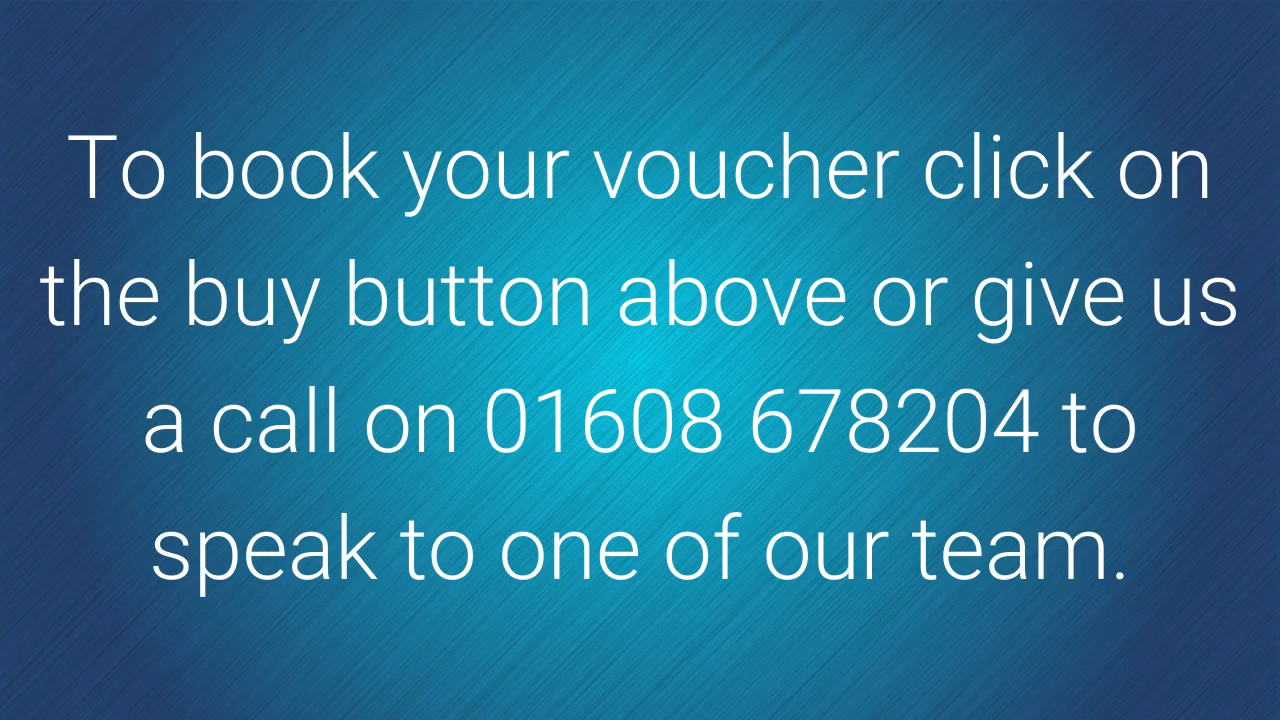 To book your voucher click on
the buy button above or give us
a call on 01608 678204 to
speak to one of our team.